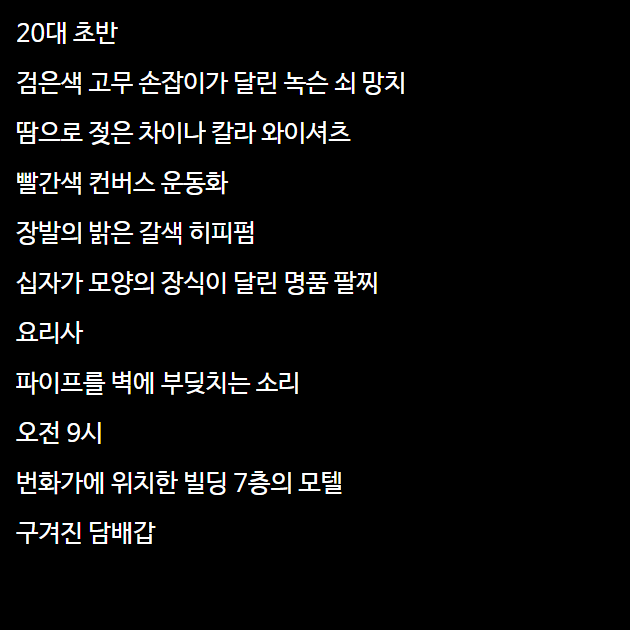 20대 초반
검은색 고무 손잡이가 달린 녹슨 쇠 망치
땀으로 젖은 차이나 칼라 와이셔츠
빨간색 컨버스 운동화
장발의 밝은 갈색 히피펌
십자가 모양의 장식이 달린 명품 팔찌
요리사
파이프를 벽에 부딪치는 소리
오전 9시
번화가에 위치한 빌딩 7층의 모텔
구겨진 담배갑